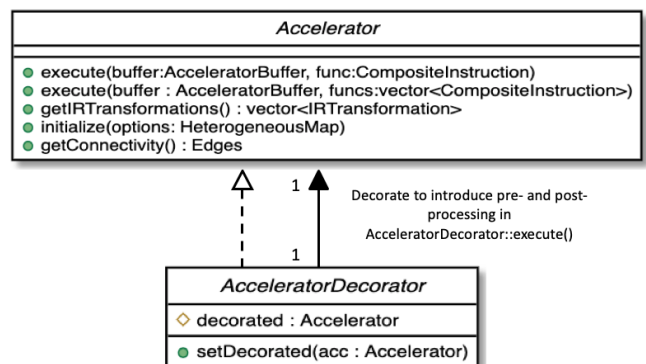 Accelerator
execute(buffer:AcceleratorBuffer, func:CompositeInstruction)
execute(buffer : AcceleratorBuffer, funcs:vector<CompositeInstruction>)
getIRTransformations() : vector<IRTransformation>
initialize(options: HeterogeneousMap)
getConnectivity() : Edges
1
Decorate to introduce pre- and post-
processing in
AcceleratorDecorator::execute()
1
AcceleratorDecorator
decorated : Accelerator
setDecorated(acc : Accelerator)